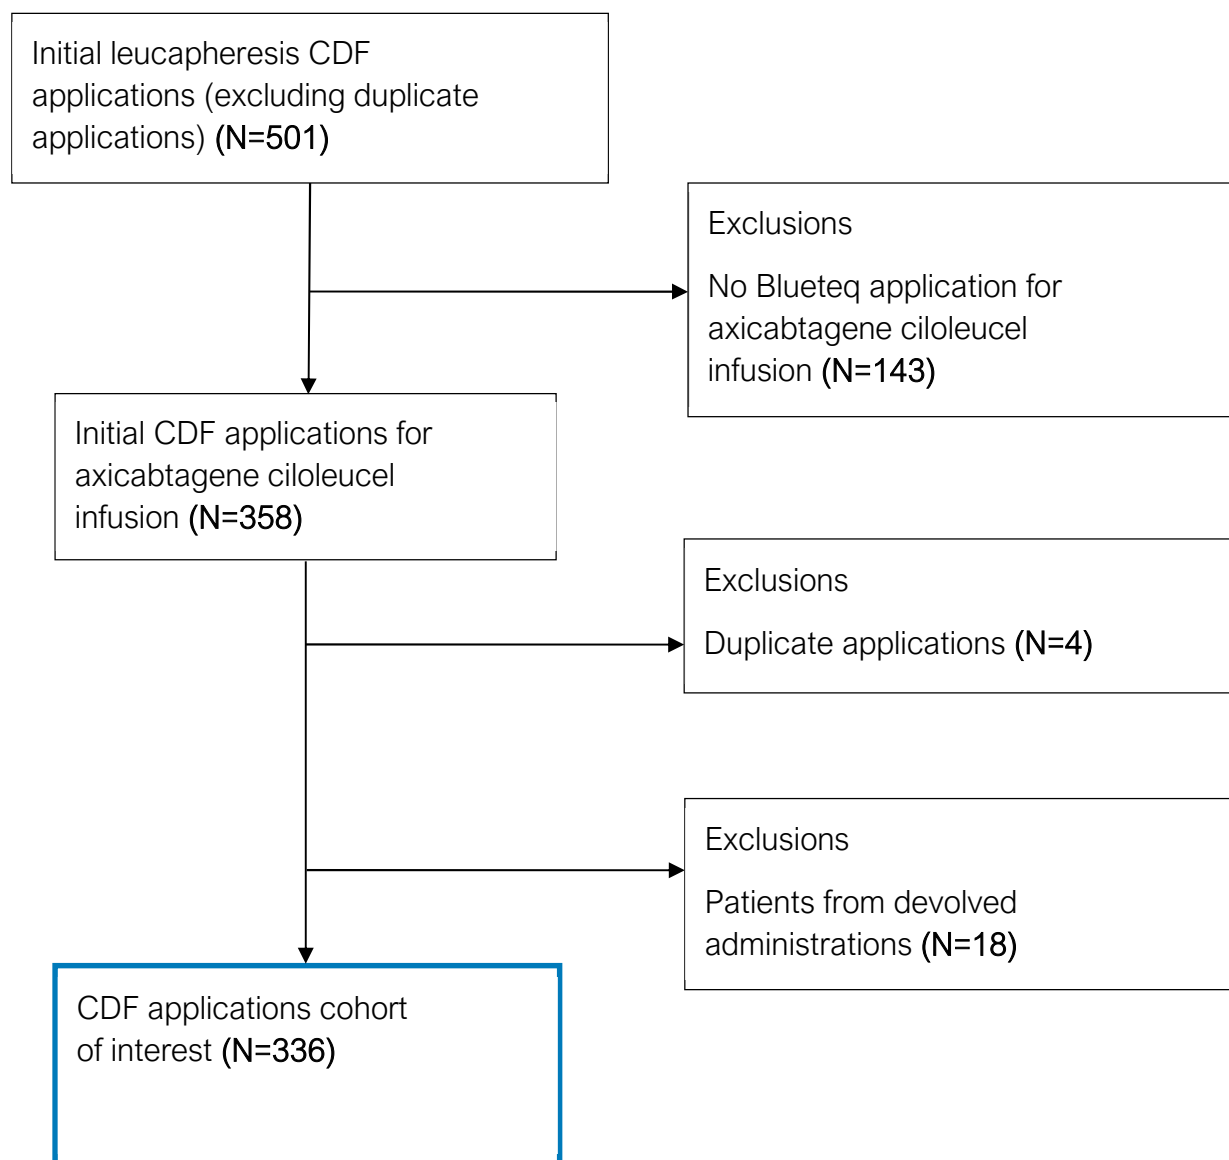 Initial leucapheresis CDF
applications (excluding duplicate
applications) (N=501)
Exclusions
No Blueteq application for
axicabtagene ciloleucel
infusion (N=143)
Initial CDF applications for
axicabtagene ciloleucel
infusion (N=358)
Exclusions
Duplicate applications (N=4)
Exclusions
Patients from devolved
administrations (N=18)
CDF applications cohort
of interest (N=336)